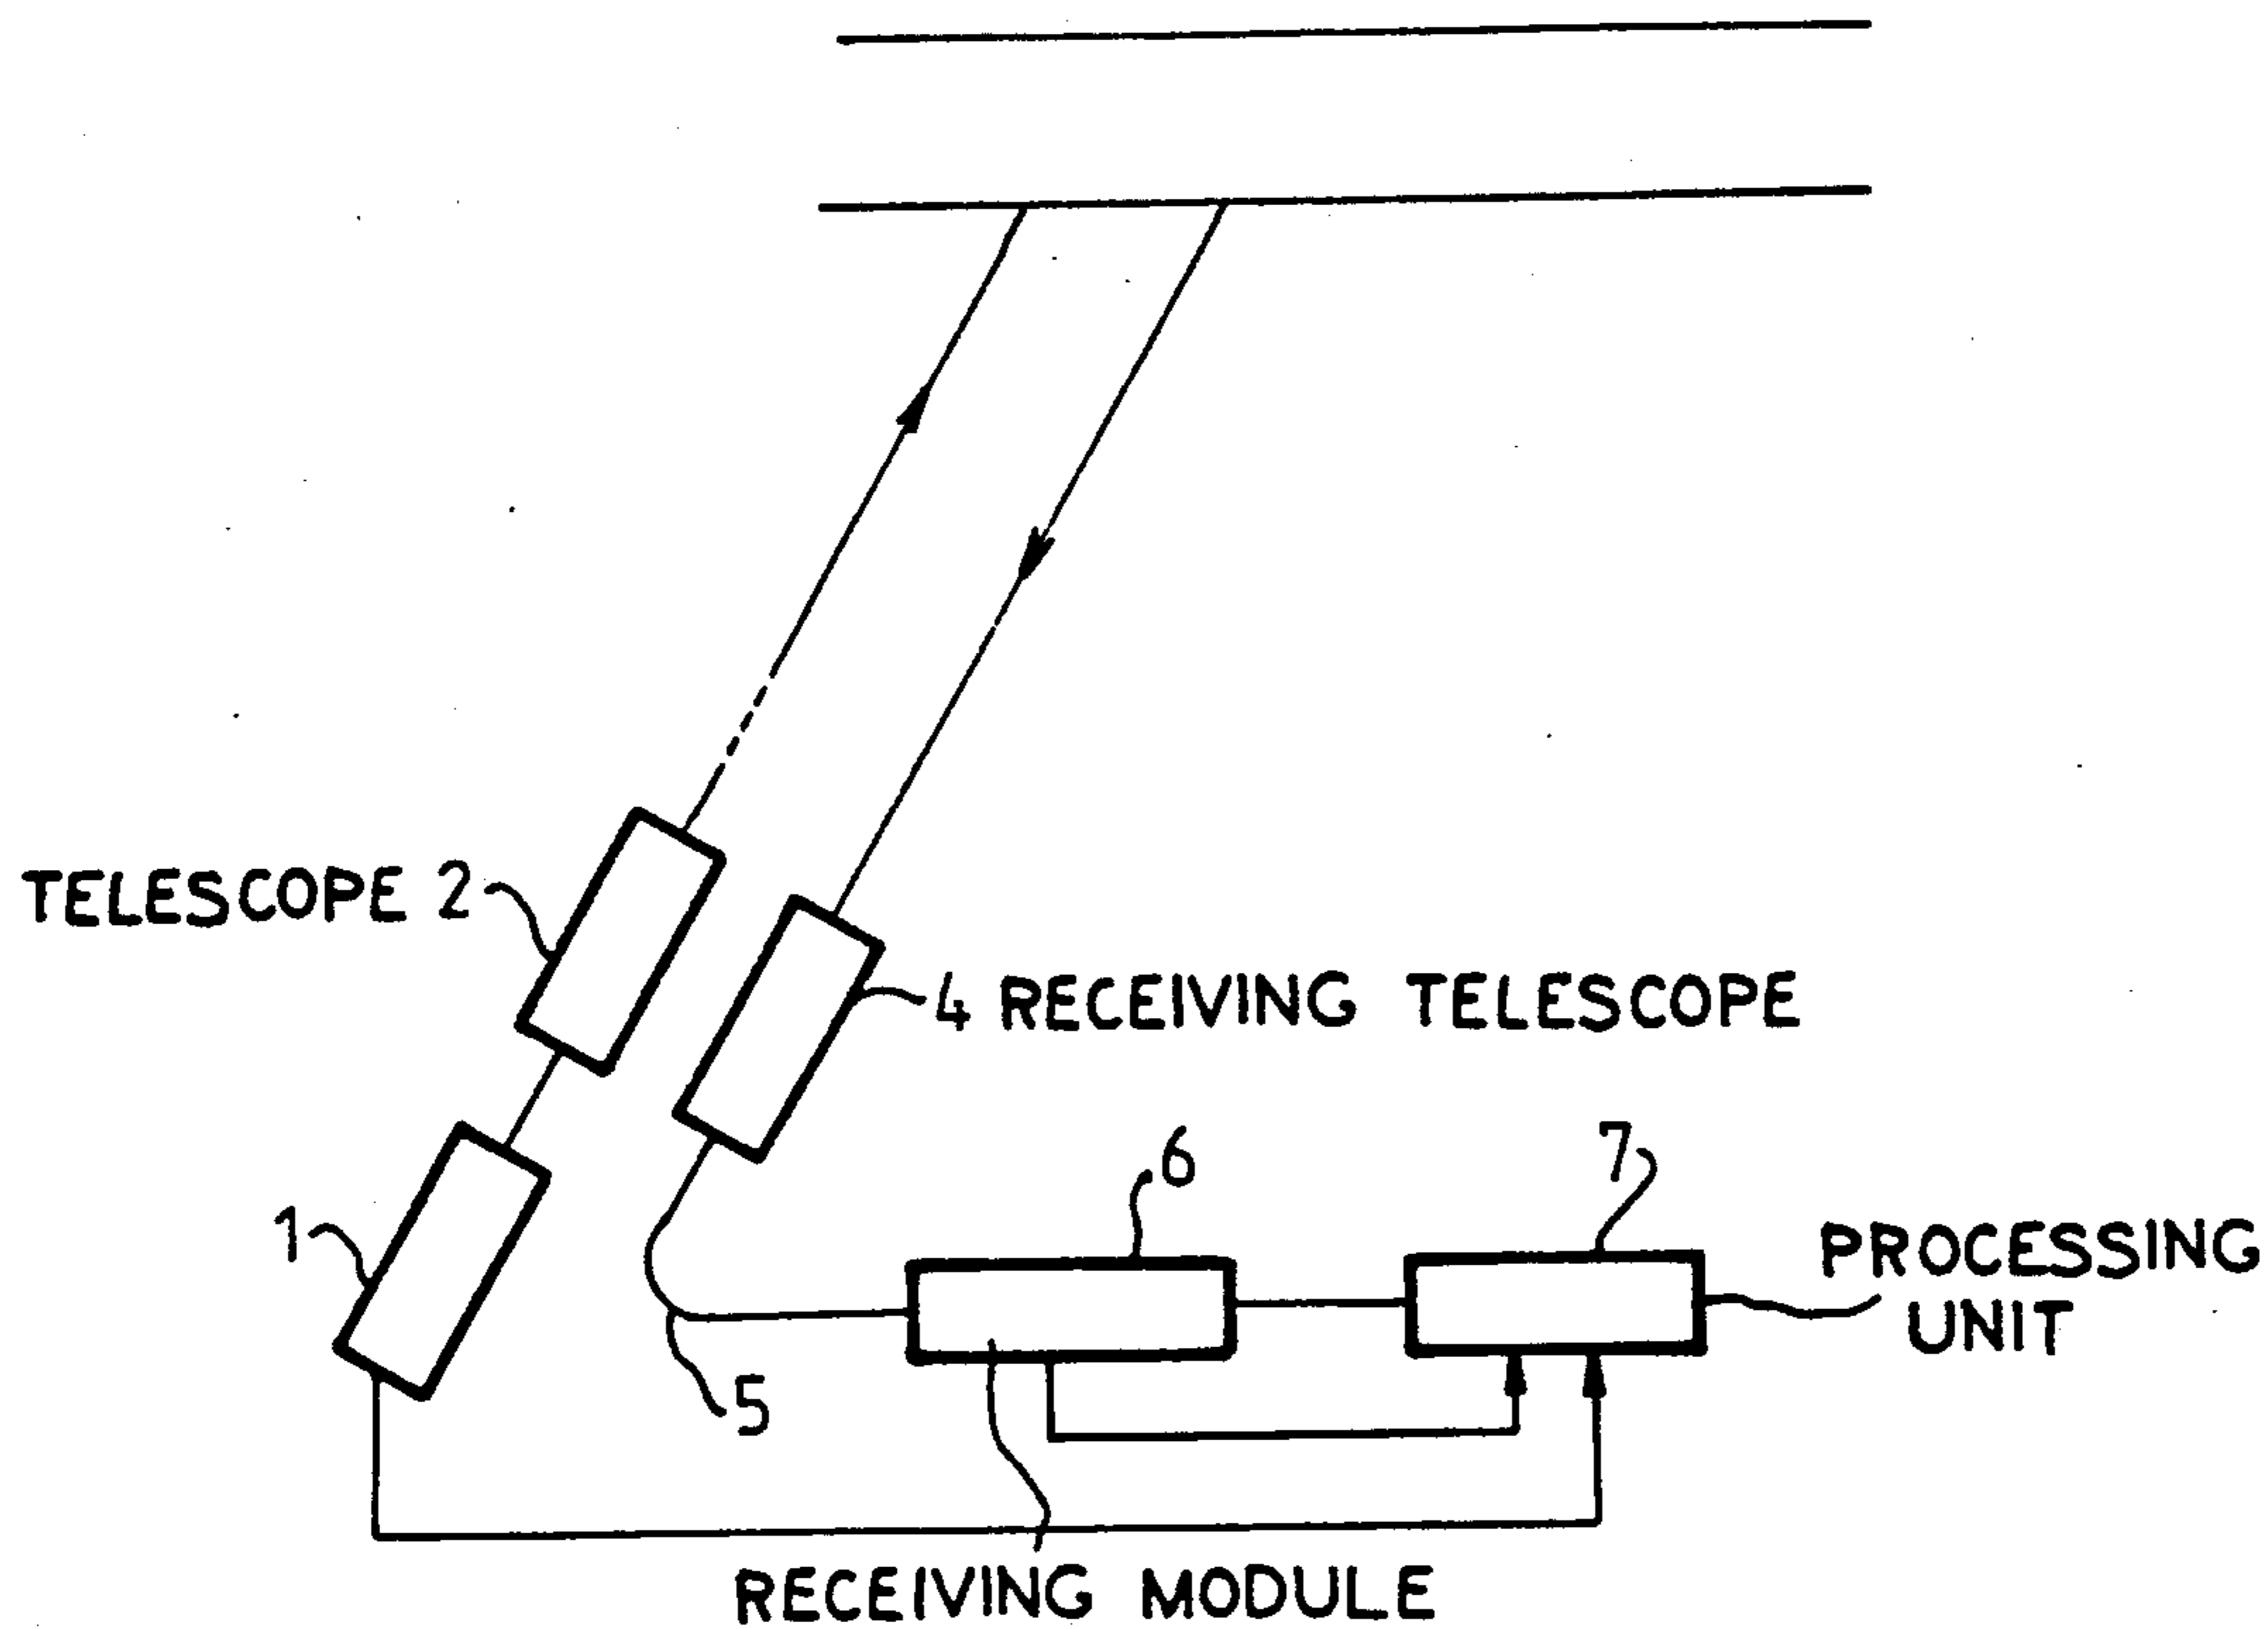 TELESCOPE 2
4 RECEIVING TELESCOPE
6
7
1
PROCESSING
UNIT
5
RECEIVING MODULE